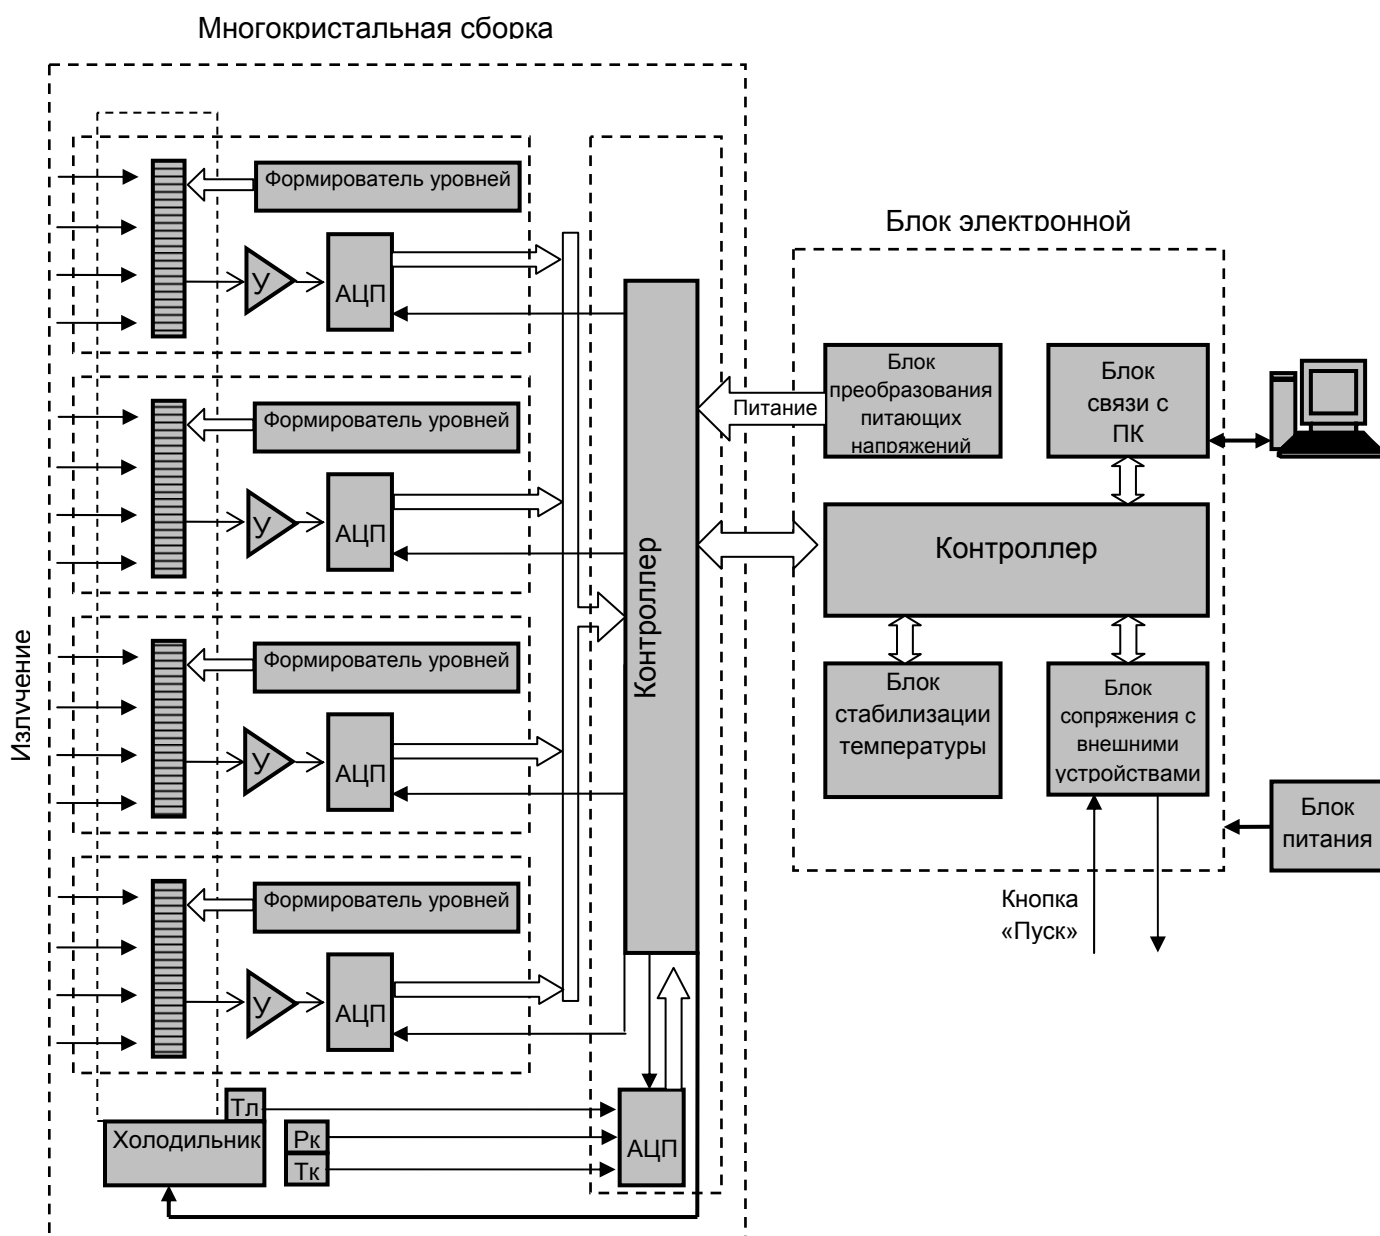 Многокристальная сборка
Формирователь уровней
У
АЦП
Формирователь уровней
У
АЦП
Формирователь уровней
У
АЦП
Формирователь уровней
У
АЦП
Излучение
Контроллер
Тл
Холодильник
Рк
Тк
АЦП
Питание
Блок электронной
Блок
преобразования
питающих
напряжений
Блок
связи с
ПК
Контроллер
Блок
стабилизации
температуры
Блок
сопряжения с
внешними
устройствами
Блок
питания
Кнопка
«Пуск»